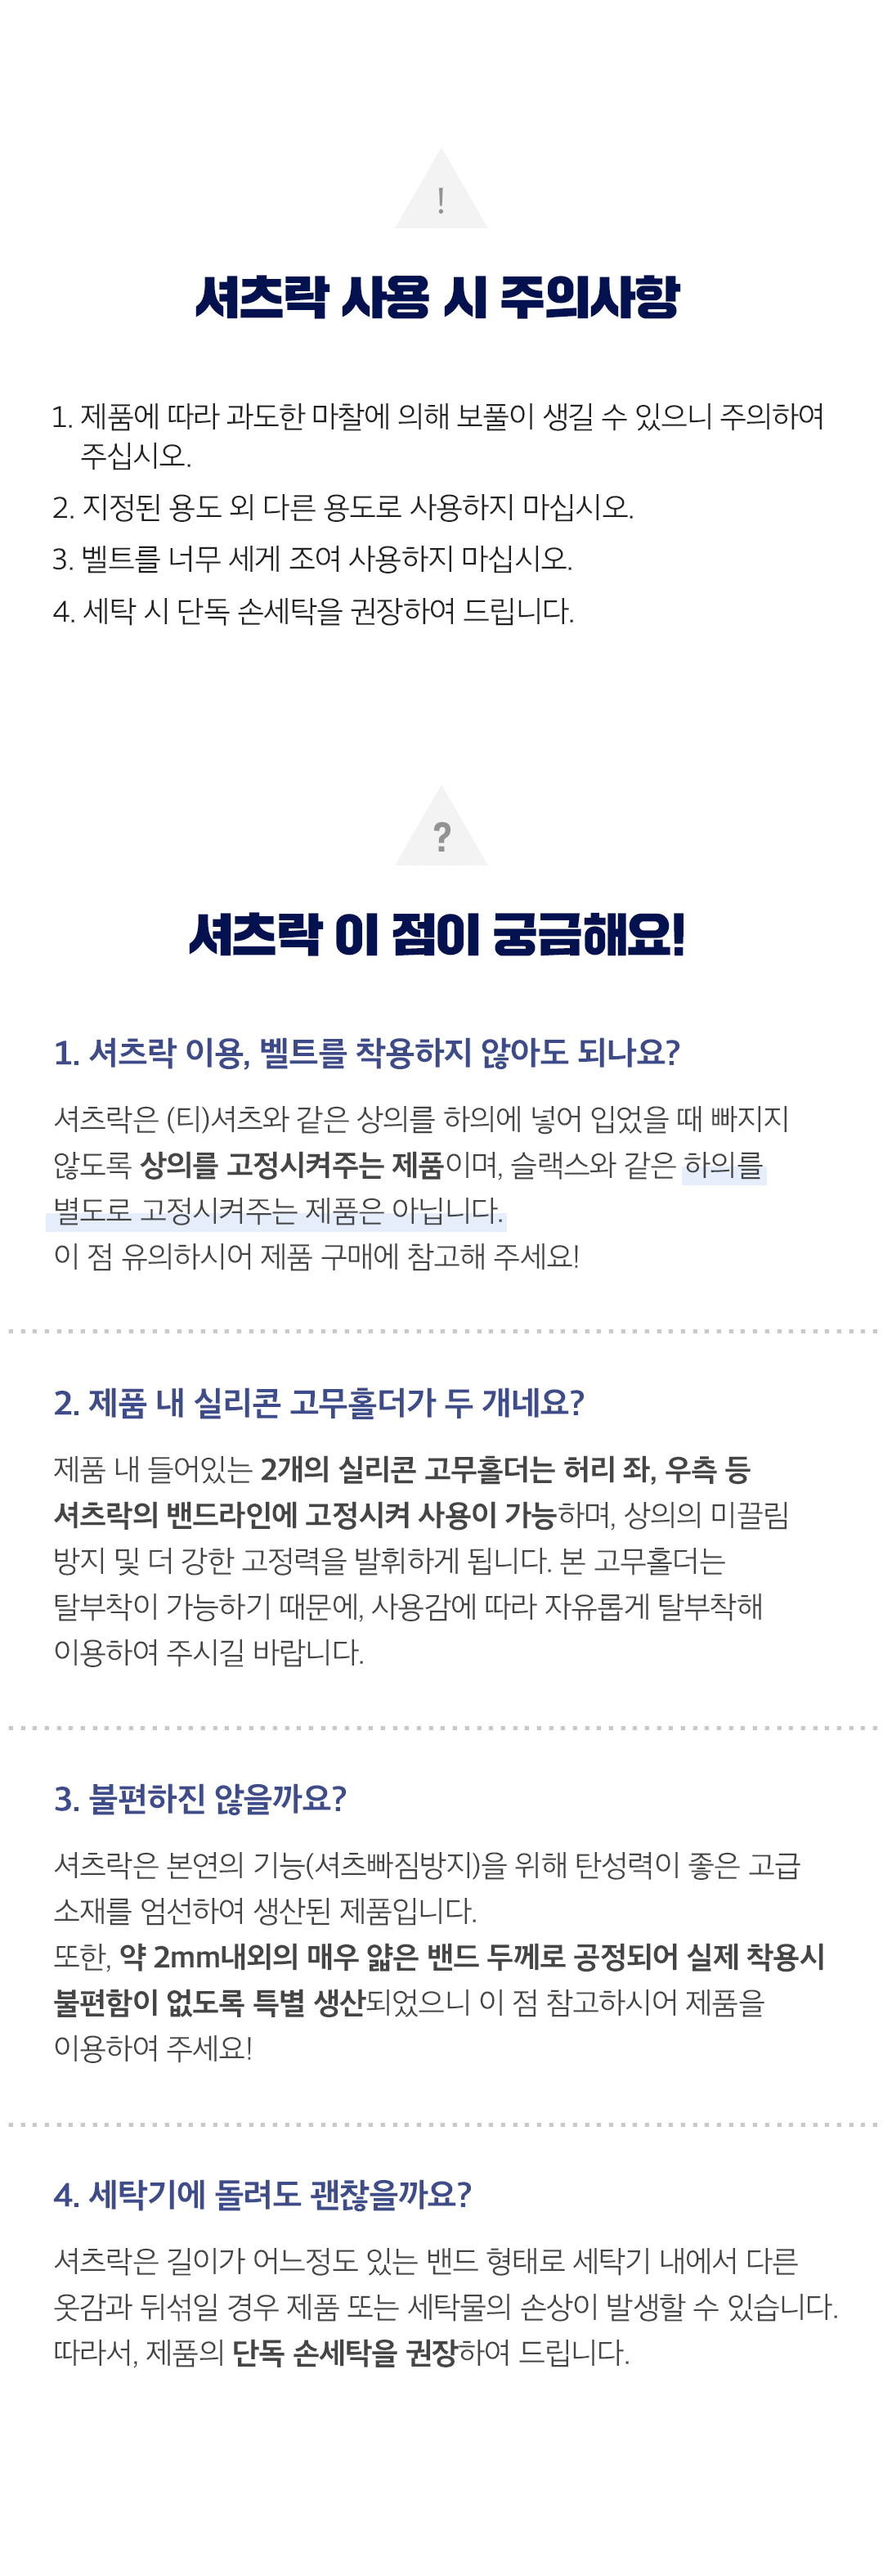 !
셔츠락 사용 시 주의사항
1. 제품에 따라 과도한 마찰에 의해 보풀이 생길 수 있으니 주의하여
주십시오.
2. 지정된 용도 외 다른 용도로 사용하지 마십시오.
3. 벨트를 너무 세게 조여 사용하지 마십시오.
4. 세탁 시 단독 손세탁을 권장하여 드립니다.
?
셔츠락 이 점이 궁금해요!
1. 셔츠락 이용, 벨트를 착용하지 않아도 되나요?
셔츠락은 (티)셔츠와 같은 상의를 하의에 넣어 입었을 때 빠지지
않도록 상의를 고정시켜주는 제품이며, 슬랙스와 같은 하의를
별도로 고정시켜주는 제품은 아닙니다.
이 점 유의하시어 제품 구매에 참고해 주세요!
2. 제품 내 실리콘 고무홀더가 두 개네요?
제품 내 들어있는 2개의 실리콘 고무홀더는 허리 좌, 우측 등
셔츠락의 밴드라인에 고정시켜 사용이 가능하며, 상의의 미끌림
방지 및 더 강한 고정력을 발휘하게 됩니다. 본 고무홀더는
탈부착이 가능하기 때문에, 사용감에 따라 자유롭게 탈부착해
이용하여 주시길 바랍니다.
3. 불편하진 않을까요?
셔츠락은 본연의 기능(셔츠빠짐방지)을 위해 탄성력이 좋은 고급
소재를 엄선하여 생산된 제품입니다.
또한, 약 2mm내외의 매우 얇은 밴드 두께로 공정되어 실제 착용시
불편함이 없도록 특별 생산되었으니 이 점 참고하시어 제품을
이용하여 주세요!
4. 세탁기에 돌려도 괜찮을까요?
셔츠락은 길이가 어느정도 있는 밴드 형태로 세탁기 내에서 다른
옷감과 뒤섞일 경우 제품 또는 세탁물의 손상이 발생할 수 있습니다.
따라서, 제품의 단독 손세탁을 권장하여 드립니다.